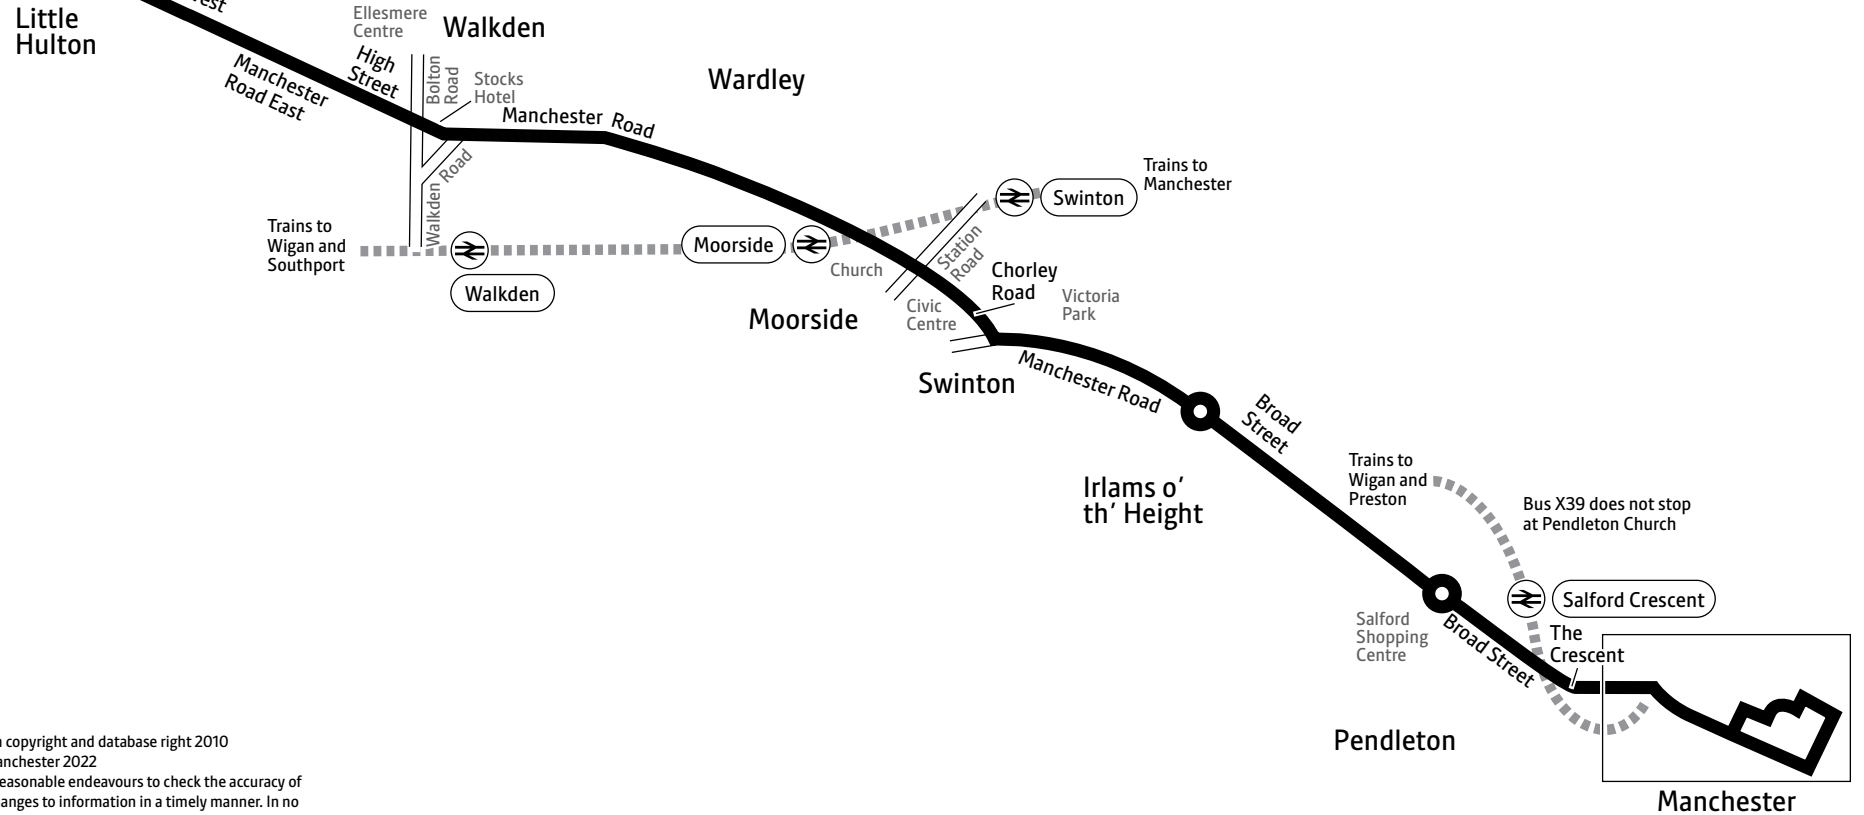 Little
Hulton
Ellesmere
Centre
Walkden
High
Street
Bolton
Road
Stocks
Hotel
Manchester
Road East
Manchester Road
Wardley
Walkden
Road
Trains to
Wigan and
Southport
Walkden
Moorside
Church
Swinton
Trains to
Manchester
Station
Road
Moorside
Civic
Centre
Chorley
Road
Victoria
Park
Swinton
Manchester Road
Broad
Street
Irlams o’
th’ Height
Trains to
Wigan and
Preston
Bus X39 does not stop
at Pendleton Church
Salford Crescent
Salford
Shopping
Centre
Broad Street
The
Crescent
Pendleton
Manchester
copyright and database right 2010
2022
easonable endeavours to check the accuracy of
anges to information in a timely manner. In no